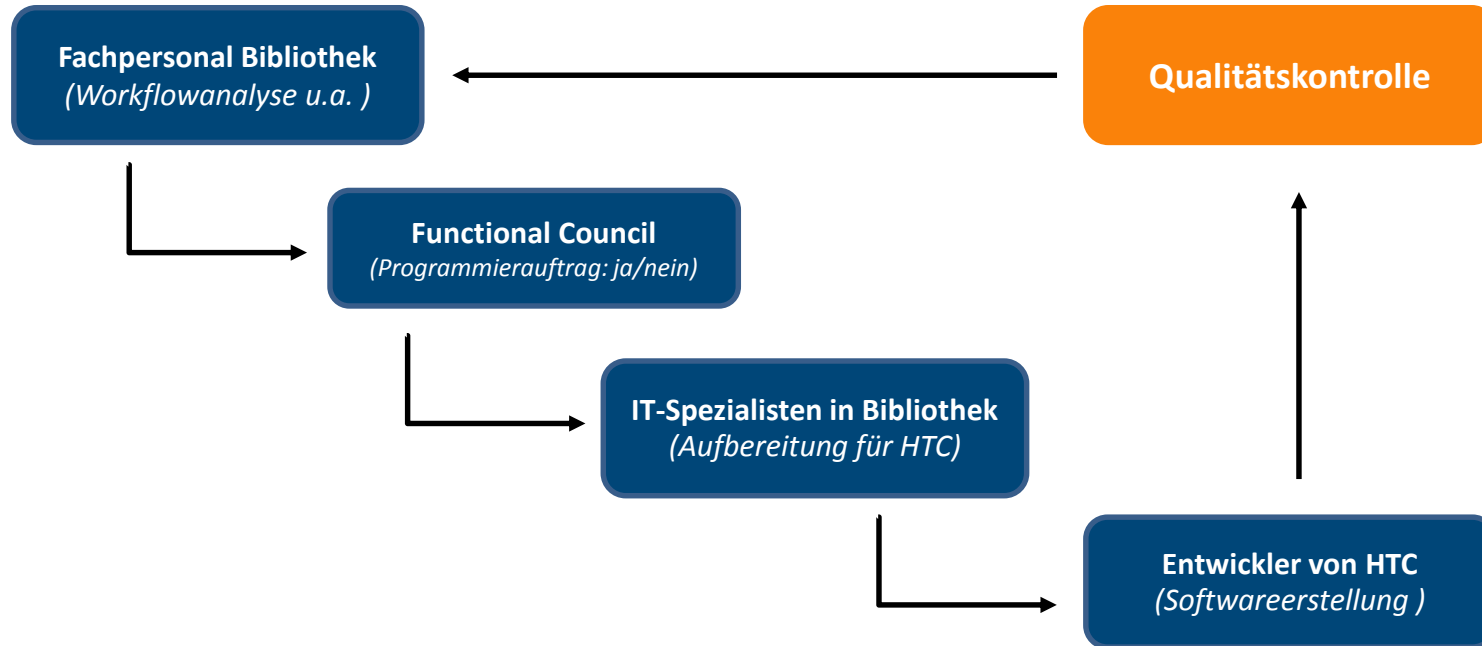 Fachpersonal Bibliothek
(Workflowanalyse u.a. )
Qualitätskontrolle
Functional Council
(Programmierauftrag: ja/nein)
IT-Spezialisten in Bibliothek
(Aufbereitung für HTC)
Entwickler von HTC
(Softwareerstellung )